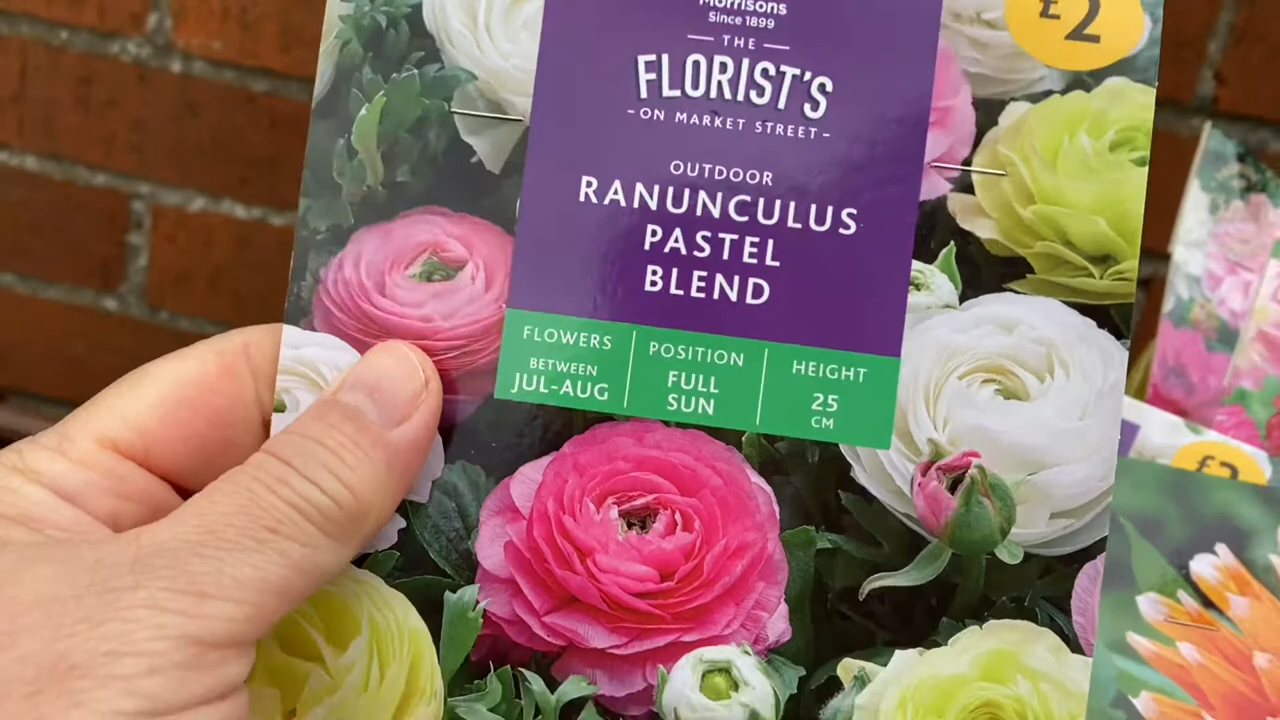 Morrisons
Since 1899
THE
FLORIST'S
-ON MARKET STREET-
£2
OUTDOOR
RANUNCULUS
PASTEL
BLEND
FLOWERS
BETWEEN
JUL-AUG
POSITION
FULL
SUN
HEIGHT
25
CM
£2